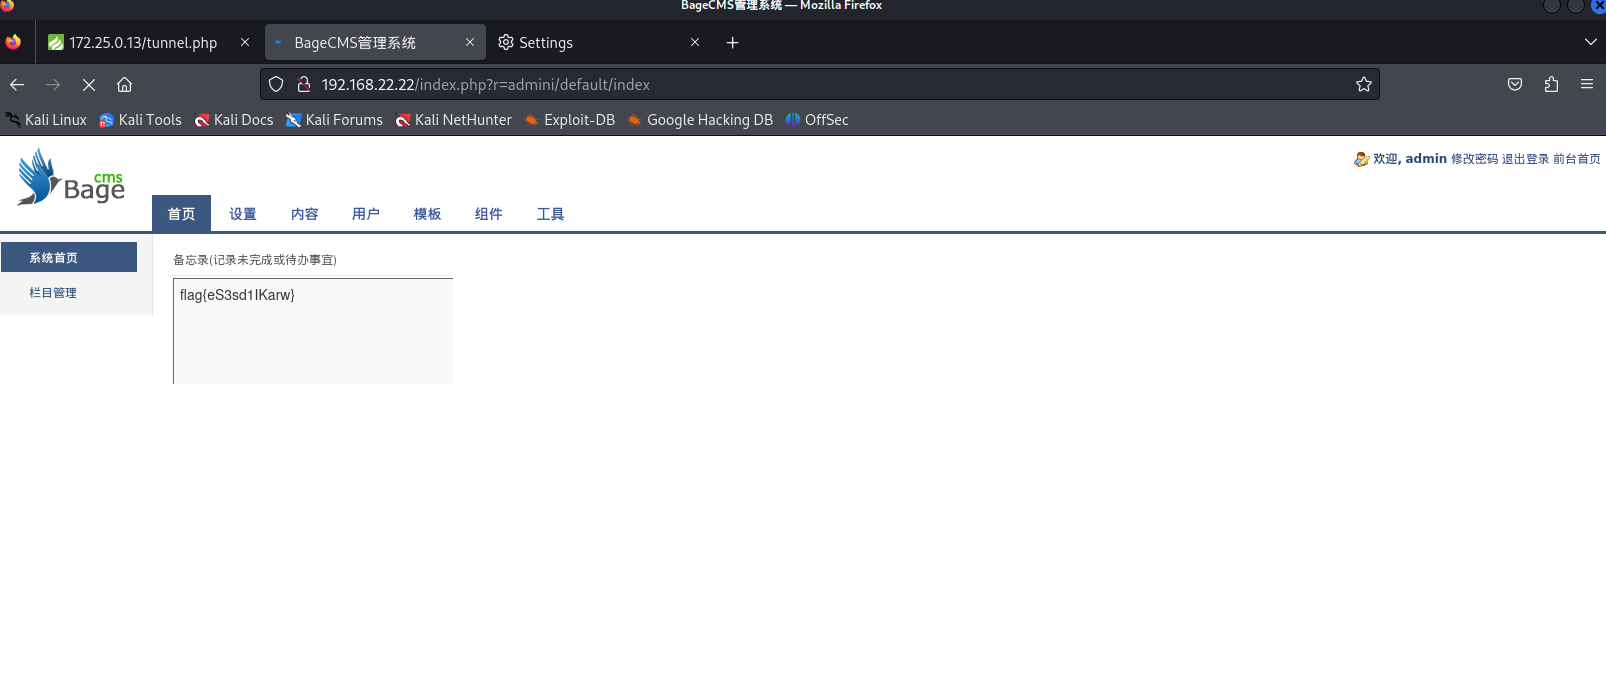 BageCMS管理系统 — Mozilla Firefox
172.25.0.13/tunnel.php
BageCMS管理系统
Settings
192.168.22.22/index.php?r=admini/default/index
Kali Linux Kali Tools Kali Docs Kali Forums Kali NetHunter Exploit-DB Google Hacking DB OffSec
Bage cms
欢迎, admin 修改密码 退出登录 前台首页
首页 设置 内容 用户 模板 组件 工具
系统首页
栏目管理
备忘录(记录未完成或待办事宜)
flag{eS3sd1IKarw}